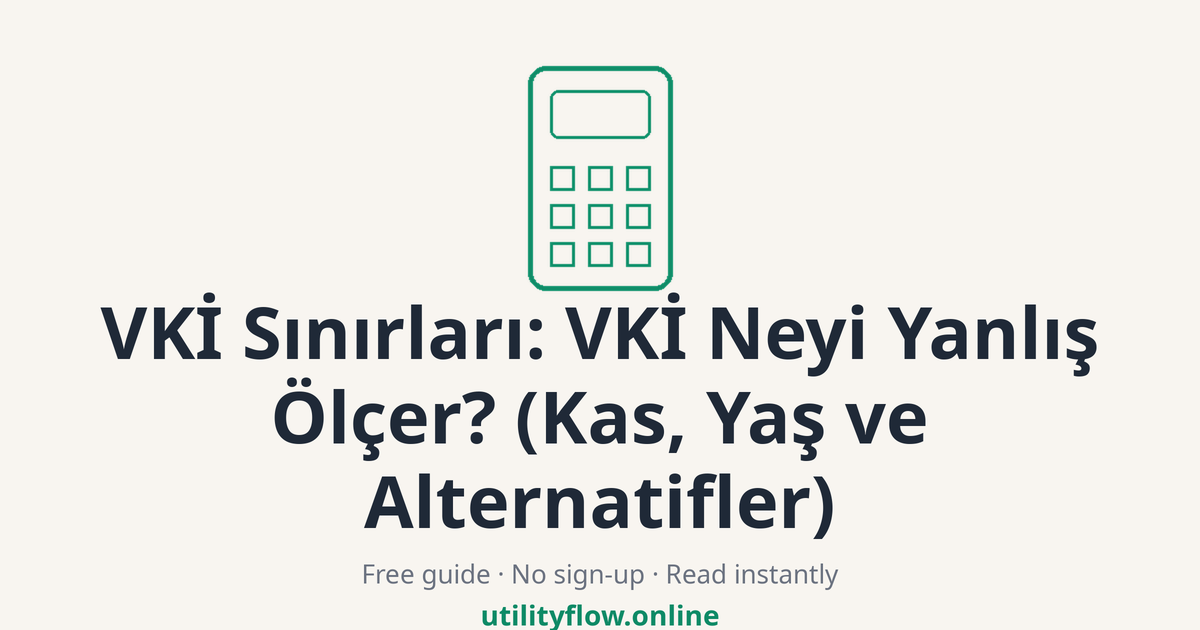 VKİ Sınırları: VKİ Neyi Yanlış
Ölçer? (Kas, Yaş ve
Alternatifler)
Free guide · No sign-up · Read instantly
utilityflow.online